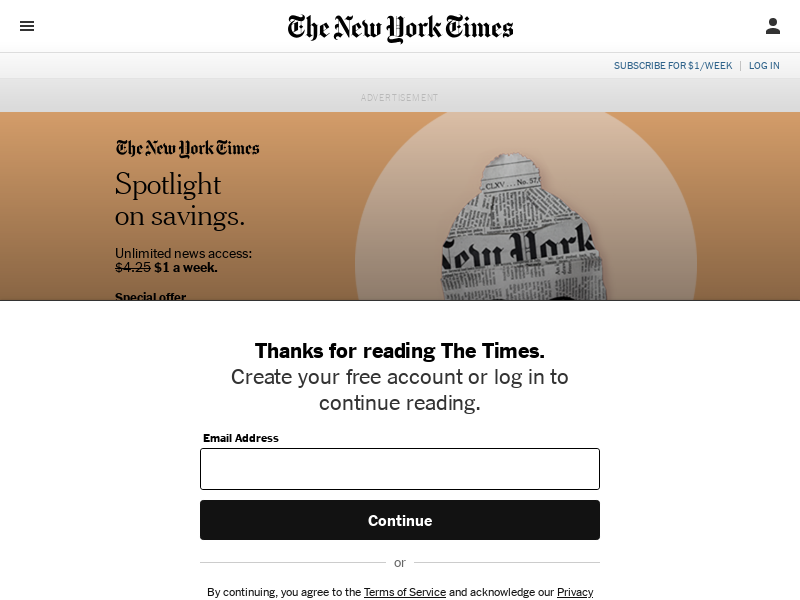 The New York Times
SUBSCRIBE FOR $1/WEEK | LOG IN
ADVERTISEMENT
The New York Times
Spotlight
on savings.
Unlimited news access:
$4.25 $1 a week.
Special offer
CLXV . . . No. 57,
New York
Thanks for reading The Times.
Create your free account or log in to
continue reading.
Email Address
Continue
or
By continuing, you agree to the Terms of Service and acknowledge our Privacy